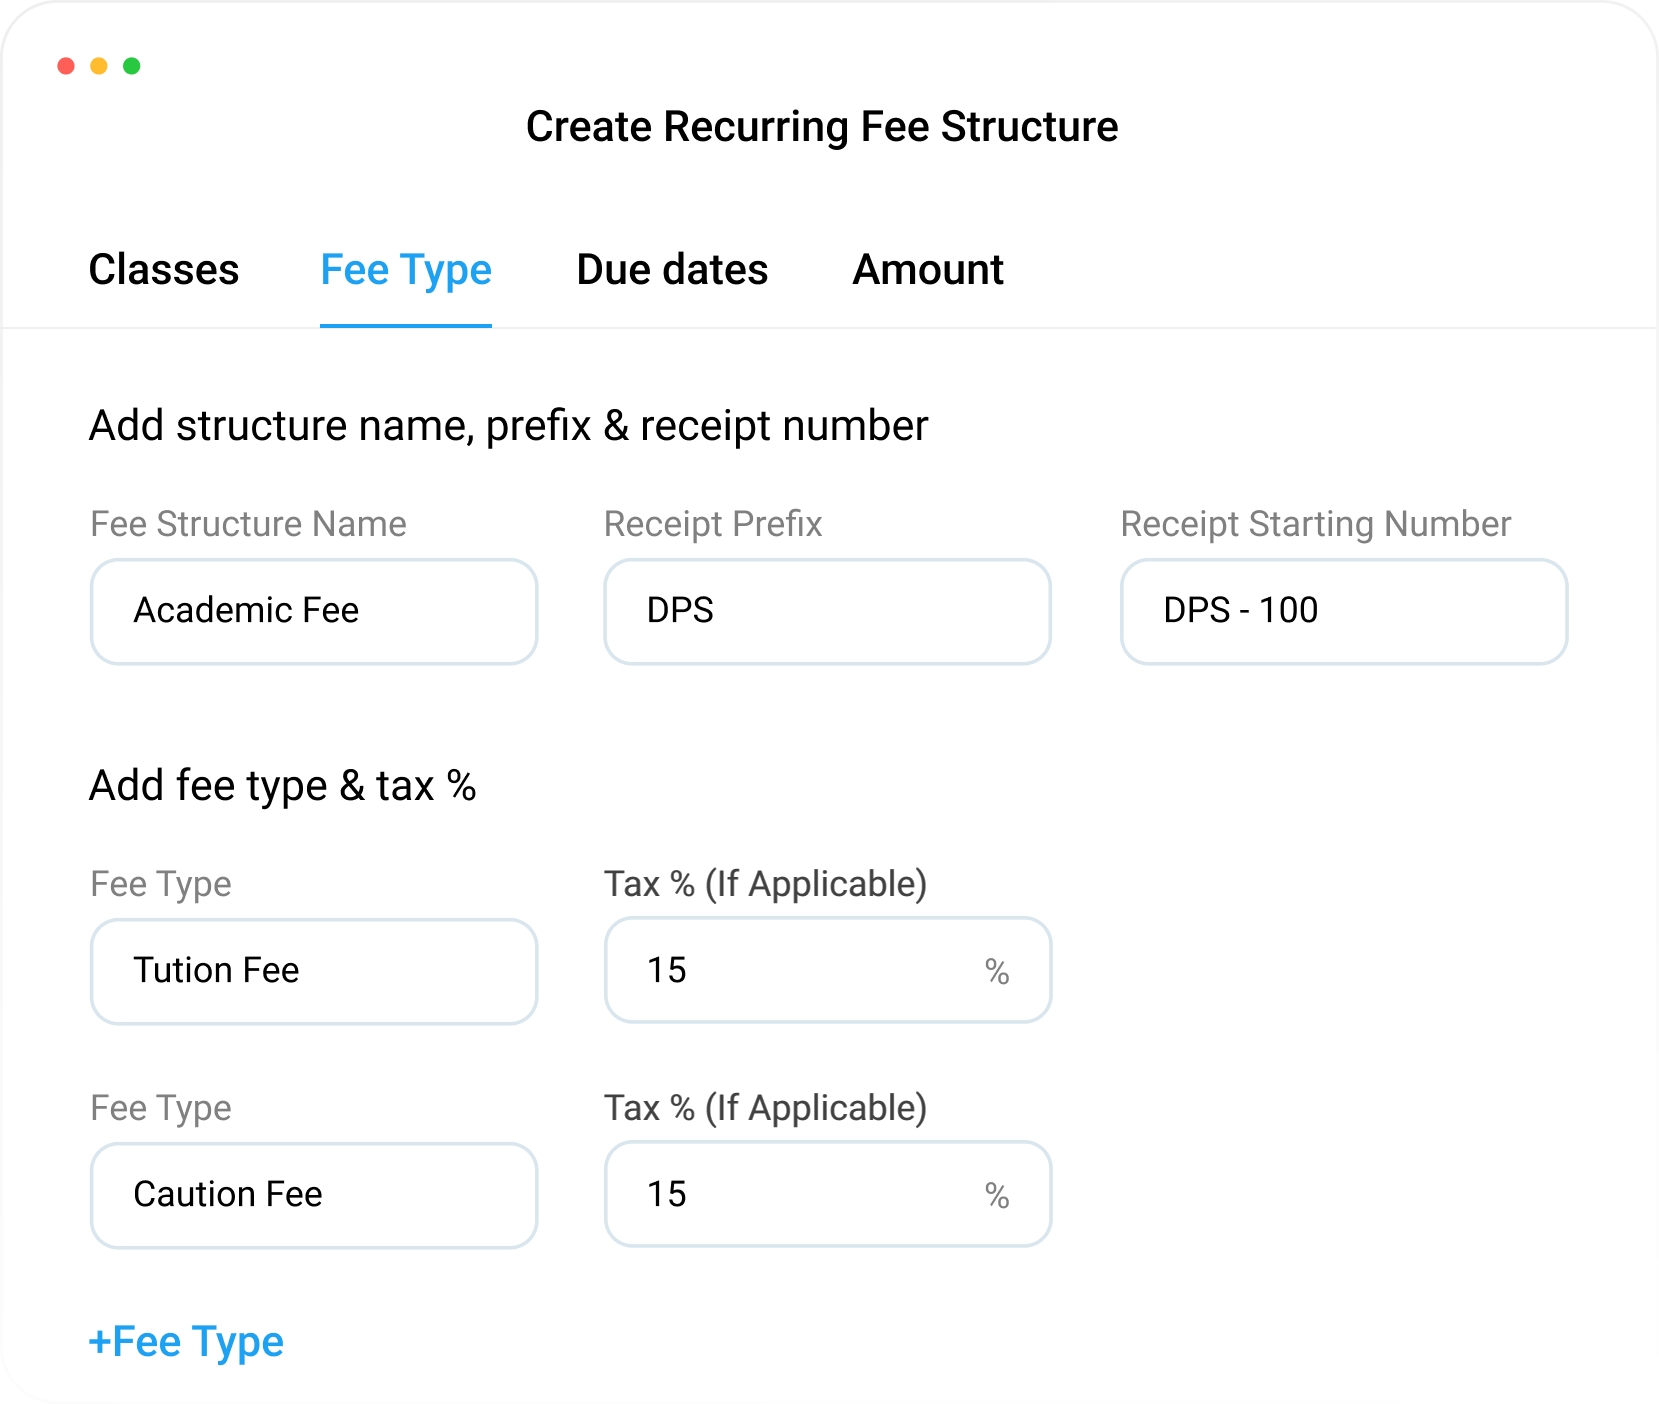 Create Recurring Fee Structure
Classes Fee Type Due dates Amount
Add structure name, prefix & receipt number
Fee Structure Name Receipt Prefix Receipt Starting Number
Academic Fee DPS DPS - 100
Add fee type & tax %
Fee Type Tax % (If Applicable)
Tution Fee 15 %
Fee Type Tax % (If Applicable)
Caution Fee 15 %
+Fee Type